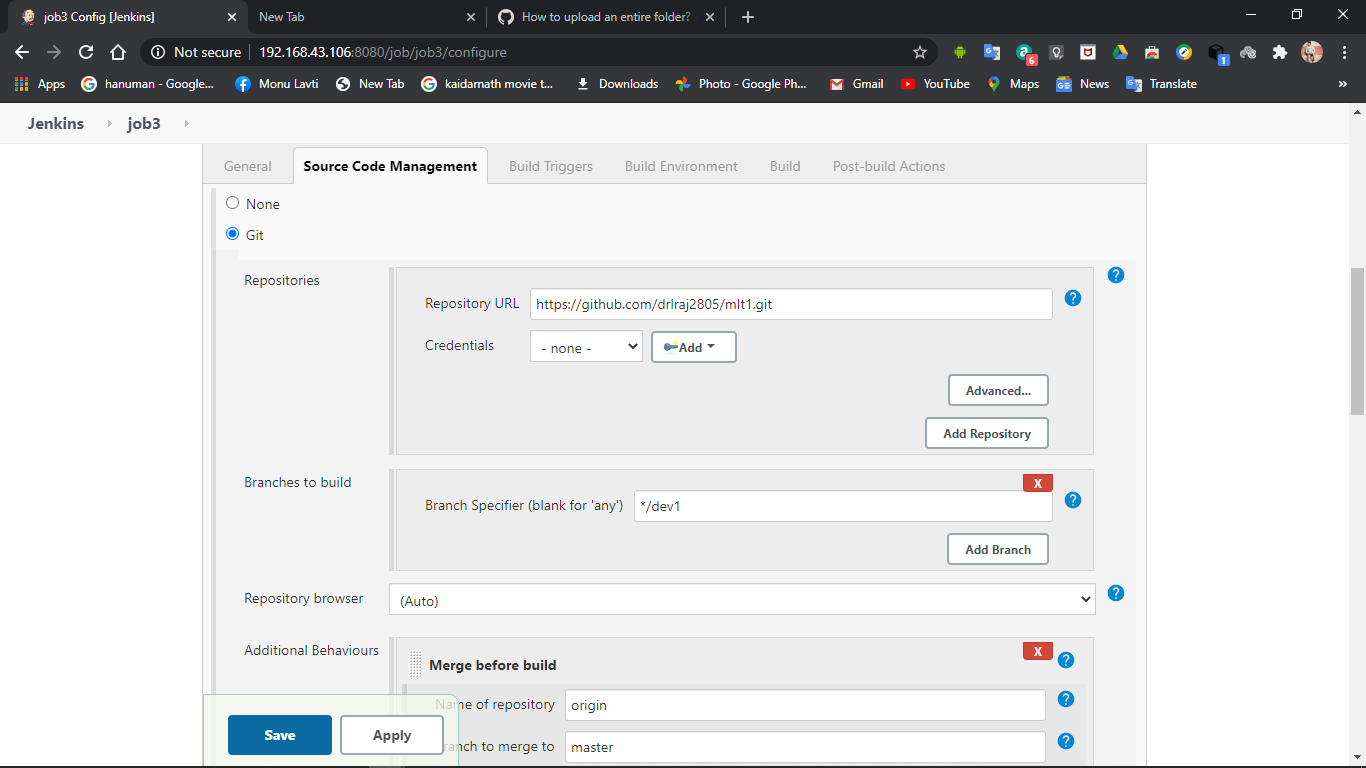 job3 Config [Jenkins]
New Tab
How to upload an entire folder?
Not secure
192.168.43.106:8080/job/job3/configure
6
1
Apps
hanuman - Google...
Monu Lavti
New Tab
kaidarnath movie t...
Downloads
Photo - Google Ph...
Gmail
YouTube
Maps
News
Translate
»
Jenkins
job3
General
Source Code Management
Build Triggers
Build Environment
Build
Post-build Actions
None
Git
Repositories
Repository URL
https://github.com/drlraj2805/mlt1.git
Credentials
- none -
Add
Advanced...
Add Repository
Branches to build
X
Branch Specifier (blank for 'any')
*/dev1
Add Branch
Repository browser
(Auto)
Additional Behaviours
X
Merge before build
Name of repository
origin
Save
Apply
ranch to merge to
master